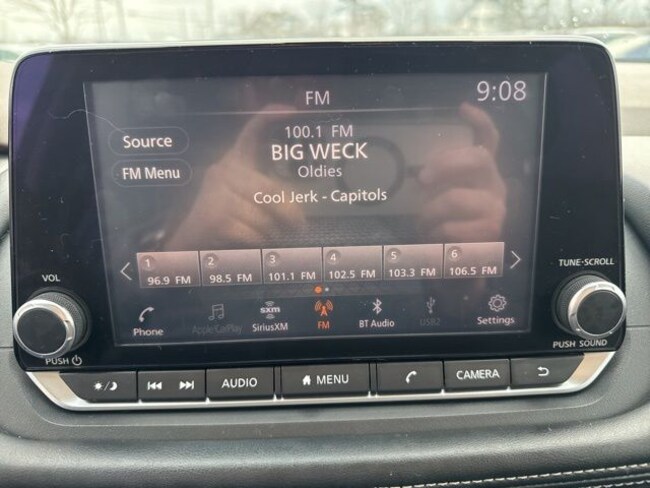 FM
9:08
100.1 FM
Source
BIG WECK
Oldies
FM Menu
Cool Jerk - Capitols
1 2 3 4 5 6
96.9 FM 98.5 FM 101.1 FM 102.5 FM 103.3 FM 106.5 FM
VOL
TUNE·SCROLL
sxm
Phone Apple CarPlay SiriusXM FM BT Audio USB2 Settings
PUSH
PUSH SOUND
AUDIO MENU CAMERA